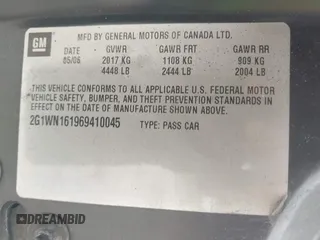 GM
MFD BY GENERAL MOTORS OF CANADA LTD.
DATE GVWR GAWR FRT GAWR RR
05/06 2017 KG 1108 KG 909 KG
4448 LB 2444 LB 2004 LB
THIS VEHICLE CONFORMS TO ALL APPLICABLE U.S. FEDERAL MOTOR
VEHICLE SAFETY, BUMPER, AND THEFT PREVENTION STANDARDS IN
EFFECT ON THE DATE OF MANUFACTURE SHOWN ABOVE.
2G1WN161969410045 TYPE: PASS CAR
DREAMBID